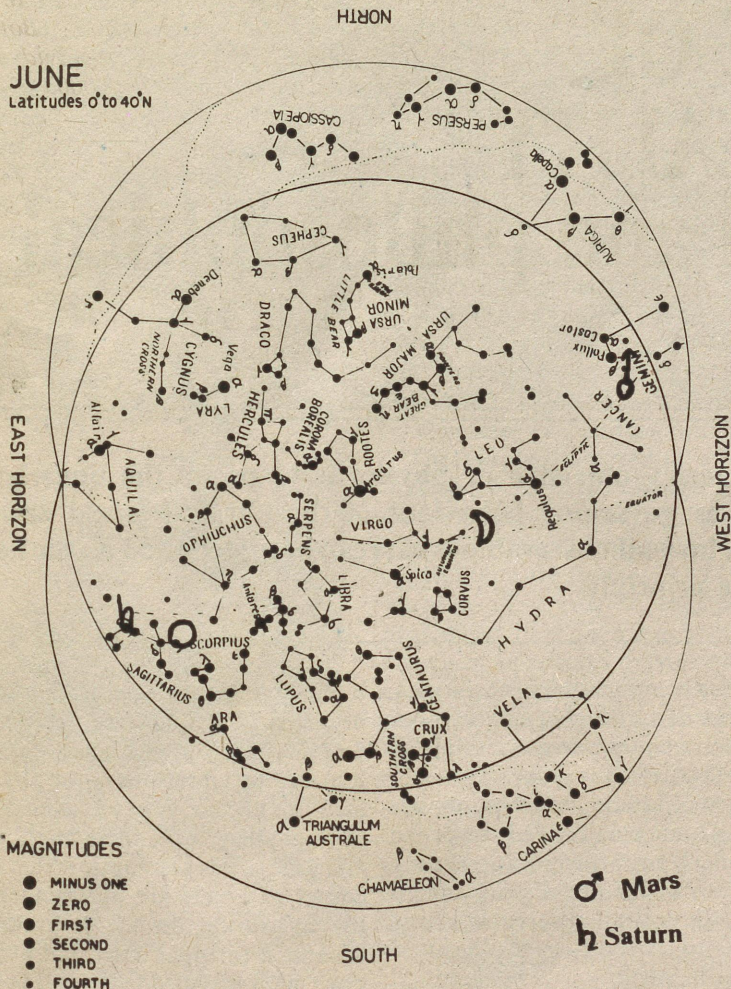 NORTH
JUNE
Latitudes 0° to 40°N
CASSIOPEIA
α
β
γ
δ
PERSEUS
α
δ
γ
η
Capella
α
β
θ
ι
AURIGA
CEPHEUS
α
β
γ
Polaris
α
LITTLE BEAR
URSA MINOR
DRACO
URSA MAJOR
GREAT BEAR
Deneb
α
γ
δ
CYGNUS
NORTHERN CROSS
Vega
α
β
LYRA
HERCULES
π
CORONA BOREALIS
BOOTES
Arcturus
α
Castor
α
Pollux
β
GEMINI
ε
δ
CANCER
α
ECLIPTIC
LEO
δ
β
Regulus
α
EQUATOR
EAST HORIZON
WEST HORIZON
Altair
α
AQUILA
OPHIUCHUS
SERPENS
α
VIRGO
Spica
α
γ
AUTUMNAL EQUINOX
CORVUS
HYDRA
α
LIBRA
Antares
SCORPIUS
♄
SAGITTARIUS
LUPUS
CENTAURUS
ARA
α
CRUX
SOUTHERN CROSS
α
β
γ
λ
VELA
λ
κ
δ
γ
ι
α
β
ε
CARINA
β
γ
α
TRIANGULUM
AUSTRALE
β
α
CHAMAELEON
MAGNITUDES
MINUS ONE
ZERO
FIRST
SECOND
THIRD
FOURTH
♂ Mars
♄ Saturn
SOUTH